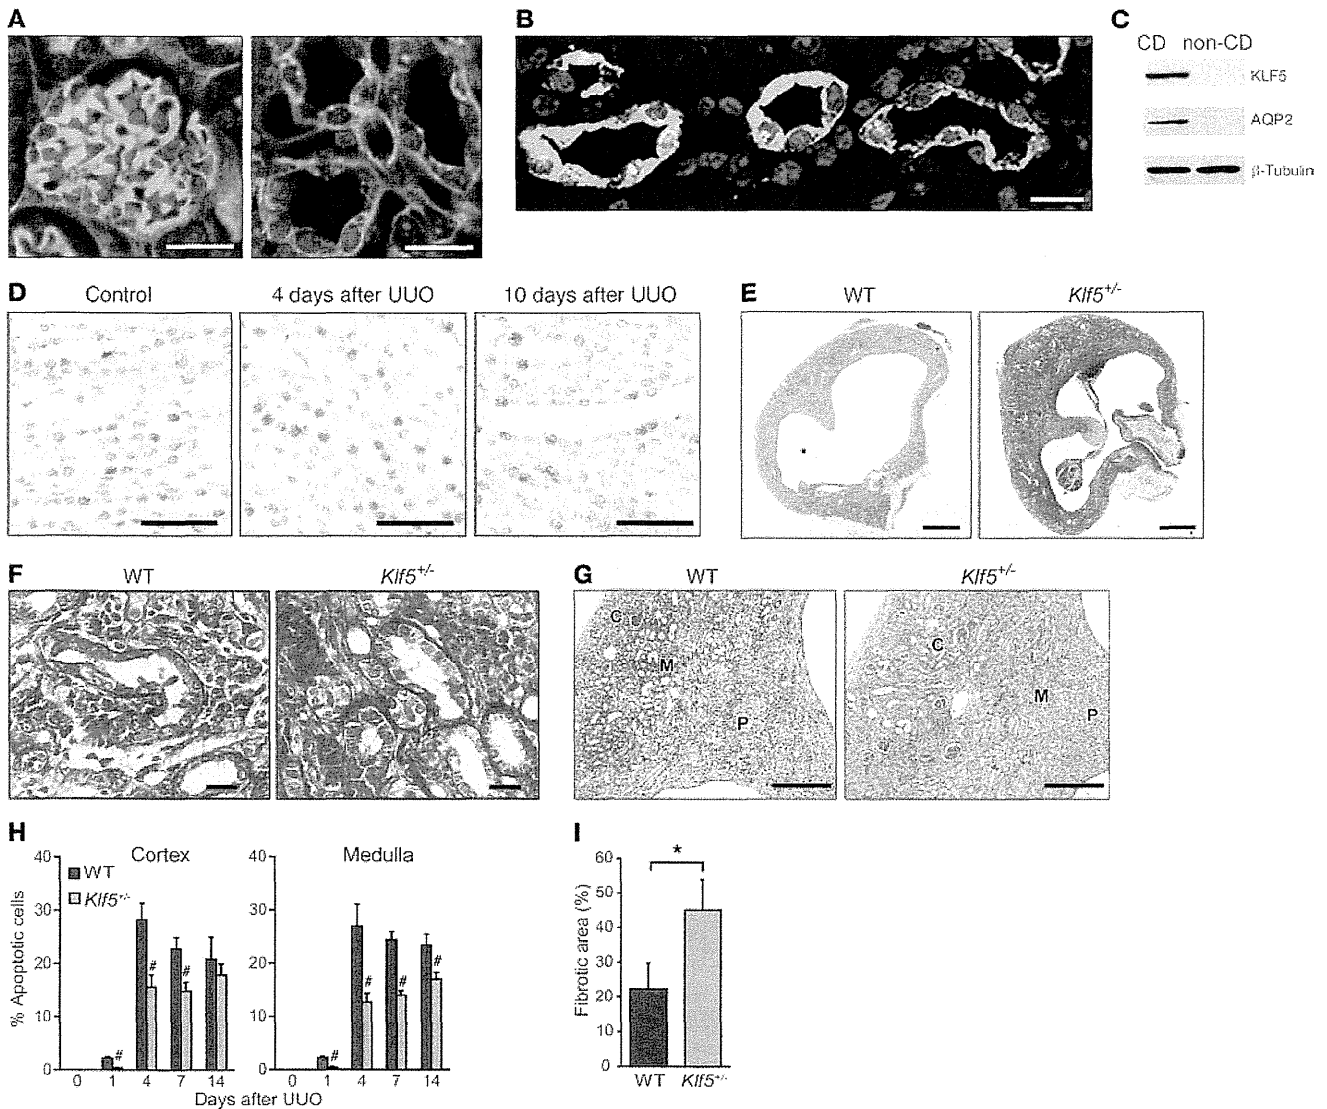 A
B
C
CD non-CD
KLF5
AQP2
β-Tubulin
D
Control
4 days after UUO
10 days after UUO
E
WT
Klf5+/-
F
WT
Klf5+/-
G
WT
Klf5+/-
C
M
P
C
M
P
H
Cortex
WT
Klf5+/-
% Apoptotic cells
40
30
20
10
0
# # #
0 1 4 7 14
Medulla
40
30
20
10
0
# # # #
0 1 4 7 14
Days after UUO
I
*
Fibrotic area (%)
60
50
40
30
20
10
0
WT Klf5+/-